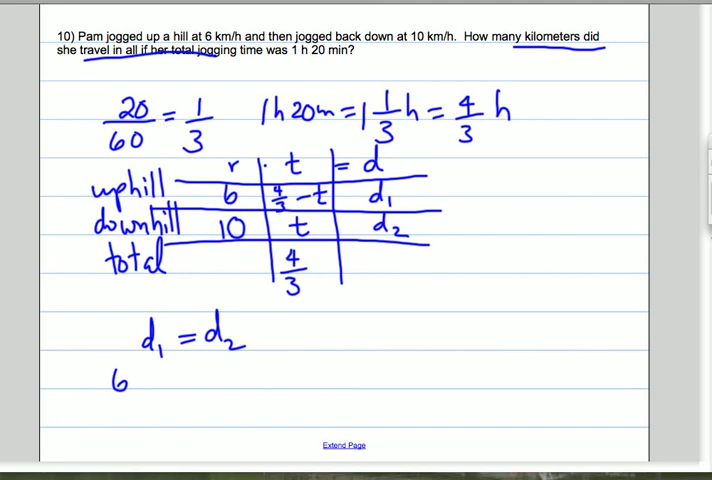 10) Pam jogged up a hill at 6 km/h and then jogged back down at 10 km/h. How many kilometers did
she travel in all if her total jogging time was 1 h 20 min?
20/60 = 1/3 1h 20m = 1 1/3 h = 4/3 h
r · t = d
uphill 6 4/3 - t d₁
downhill 10 t d₂
total 4/3
d₁ = d₂
6
Extend Page